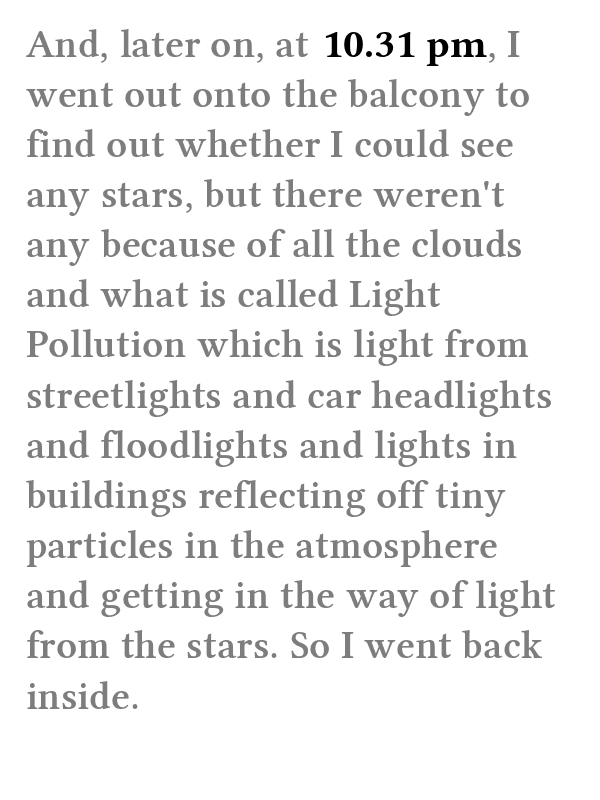 And, later on, at 10.31 pm, I
went out onto the balcony to
find out whether I could see
any stars, but there weren't
any because of all the clouds
and what is called Light
Pollution which is light from
streetlights and car headlights
and floodlights and lights in
buildings reflecting off tiny
particles in the atmosphere
and getting in the way of light
from the stars. So I went back
inside.